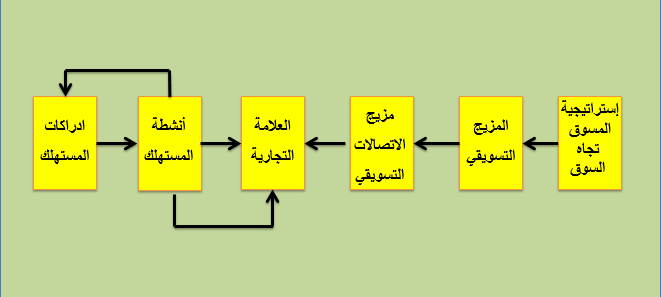 إستراتيجية
المسوق
تجاه
السوق
المزيج
التسويقي
مزيج
الاتصالات
التسويقي
العلامة
التجارية
أنشطة
المستهلك
ادراكات
المستهلك